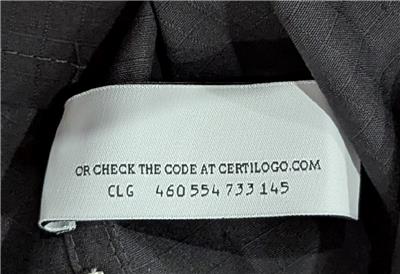 OR CHECK THE CODE AT CERTILOGO.COM
CLG 460 554 733 145